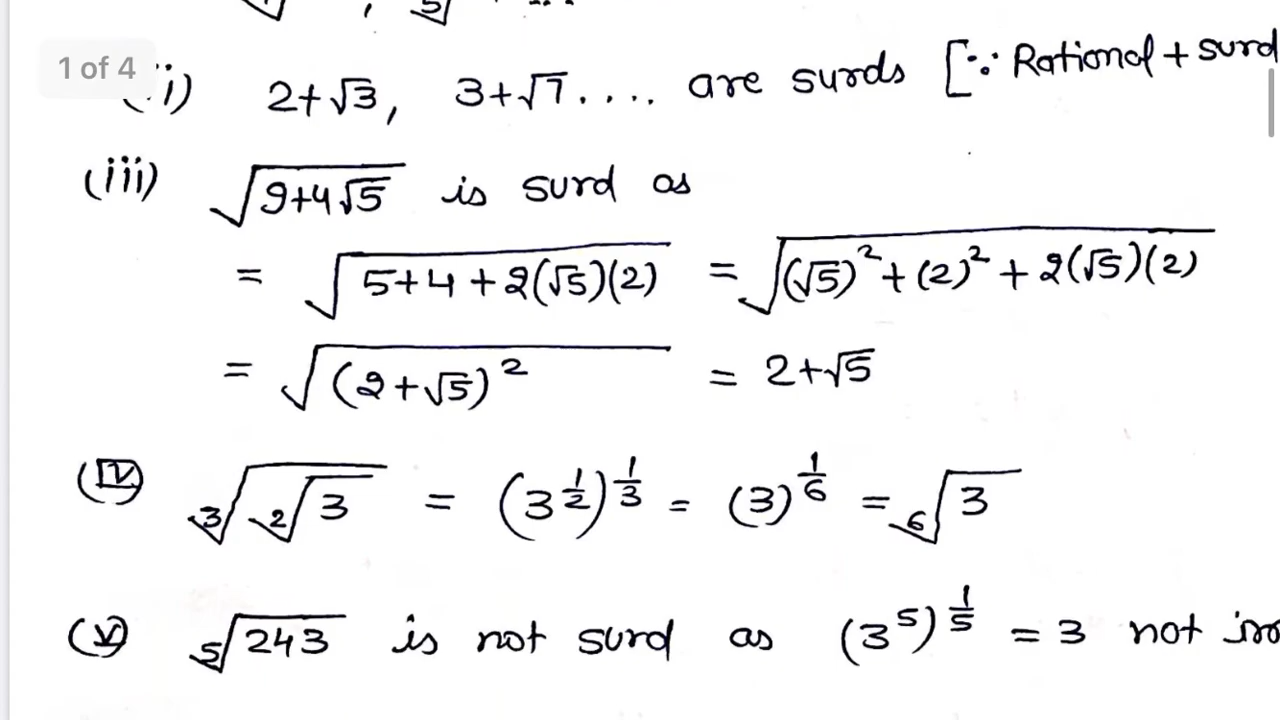 1 of 4
(ii) 2+√3, 3+√7.... are surds [∵ Rational + surd
(iii) √(9+4√5) is surd as
= √(5+4+2(√5)(2)) = √((√5)²+(2)²+2(√5)(2))
= √((2+√5)²) = 2+√5
(IV) ³√(²√3) = (3^(1/2))^(1/3) = (3)^(1/6) = ⁶√3
(V) ⁵√243 is not surd as (3⁵)^(1/5) = 3 not